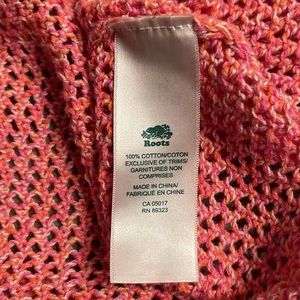 Roots
100% COTTON/COTON
EXCLUSIVE OF TRIMS/
GARNITURES NON
COMPRISES
MADE IN CHINA/
FABRIQUÉ EN CHINE
CA 05017
RN 89323